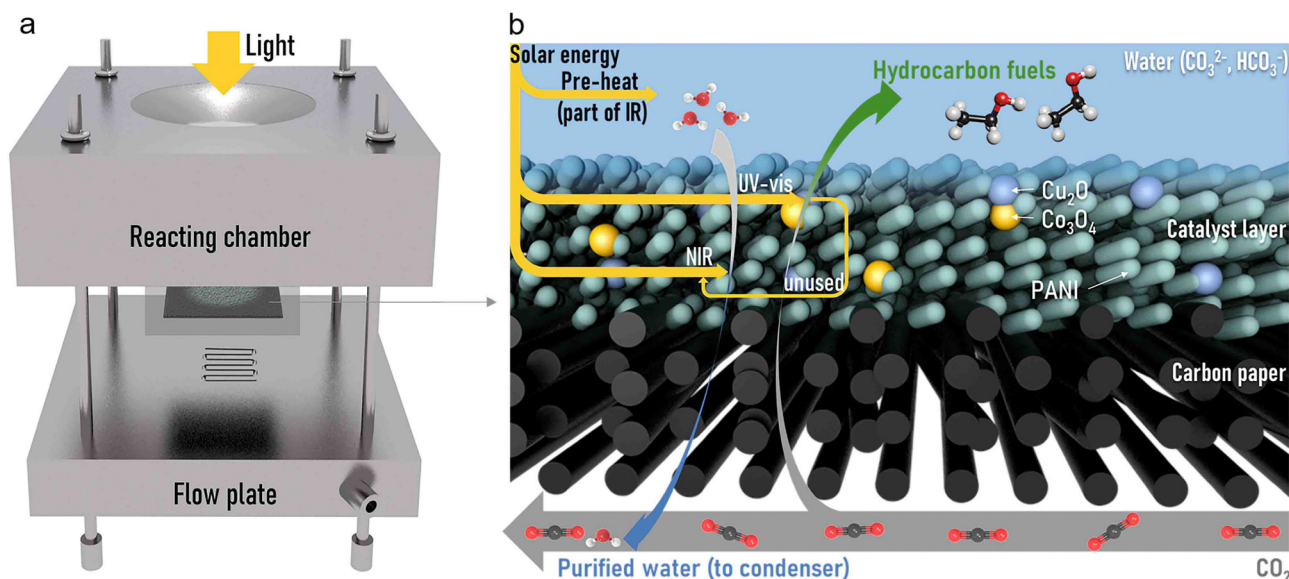 a
Light
Reacting chamber
Flow plate
b
Solar energy
Pre-heat
(part of IR)
Hydrocarbon fuels
Water (CO₃²⁻, HCO₃⁻)
UV-vis
Cu₂O
Co₃O₄
Catalyst layer
NIR
unused
PANI
Carbon paper
Purified water (to condenser)
CO₂